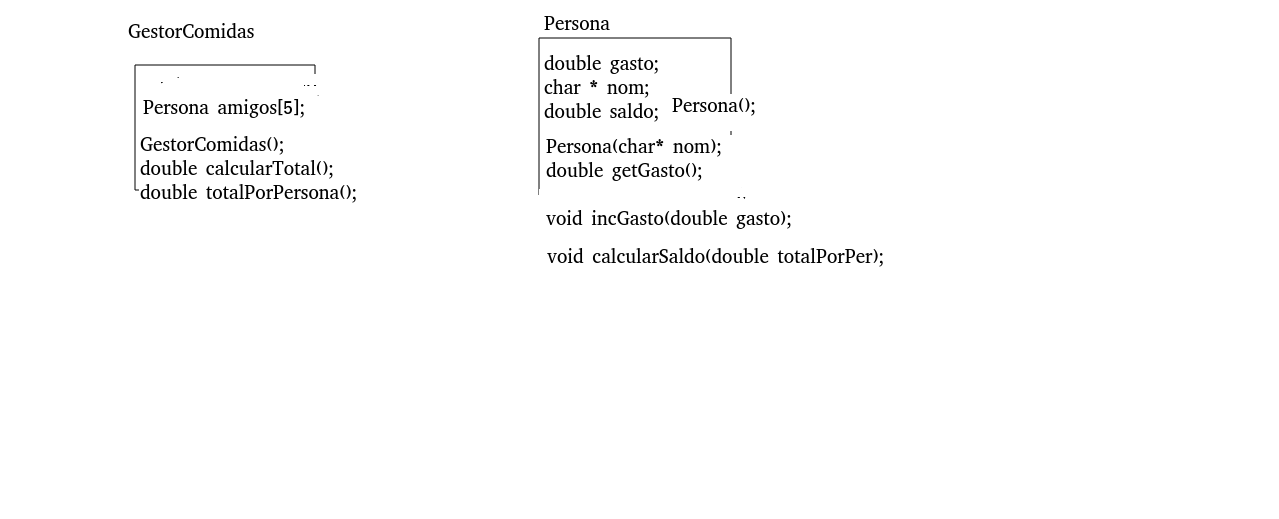 GestorComidas
Persona amigos[5];
GestorComidas();
double calcularTotal();
double totalPorPersona();
Persona
double gasto;
char * nom;
double saldo;
Persona();
Persona(char* nom);
double getGasto();
void incGasto(double gasto);
void calcularSaldo(double totalPorPer);